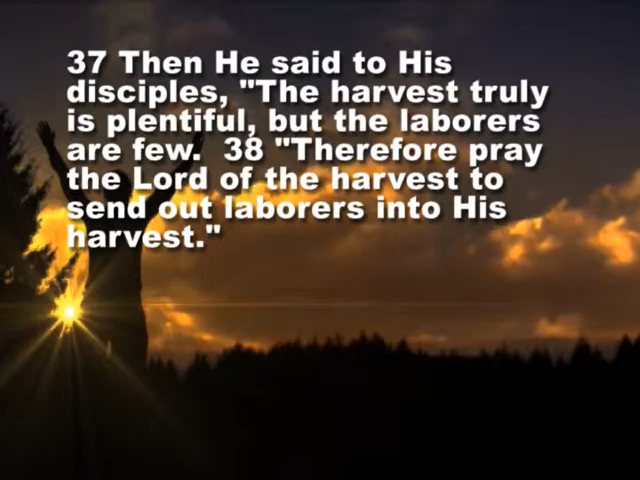 37 Then He said to His
disciples, "The harvest truly
is plentiful, but the laborers
are few.  38 "Therefore pray
the Lord of the harvest to
send out laborers into His
harvest."